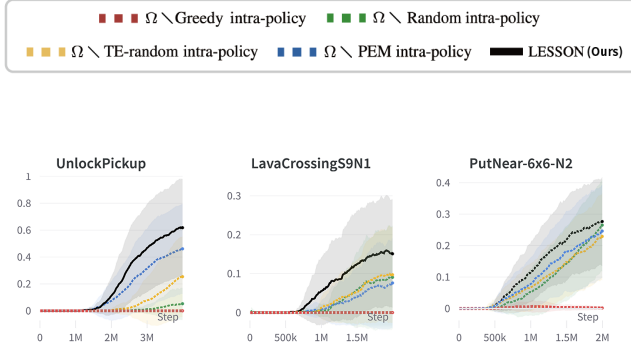 Ω \ Greedy intra-policy Ω \ Random intra-policy
Ω \ TE-random intra-policy Ω \ PEM intra-policy LESSON (Ours)
UnlockPickup
1
0.8
0.6
0.4
0.2
0
0 1M 2M 3M
Step
LavaCrossingS9N1
0.3
0.2
0.1
0
0 500k 1M 1.5M
Step
PutNear-6x6-N2
0.4
0.3
0.2
0.1
0
0 500k 1M 1.5M 2M
Step